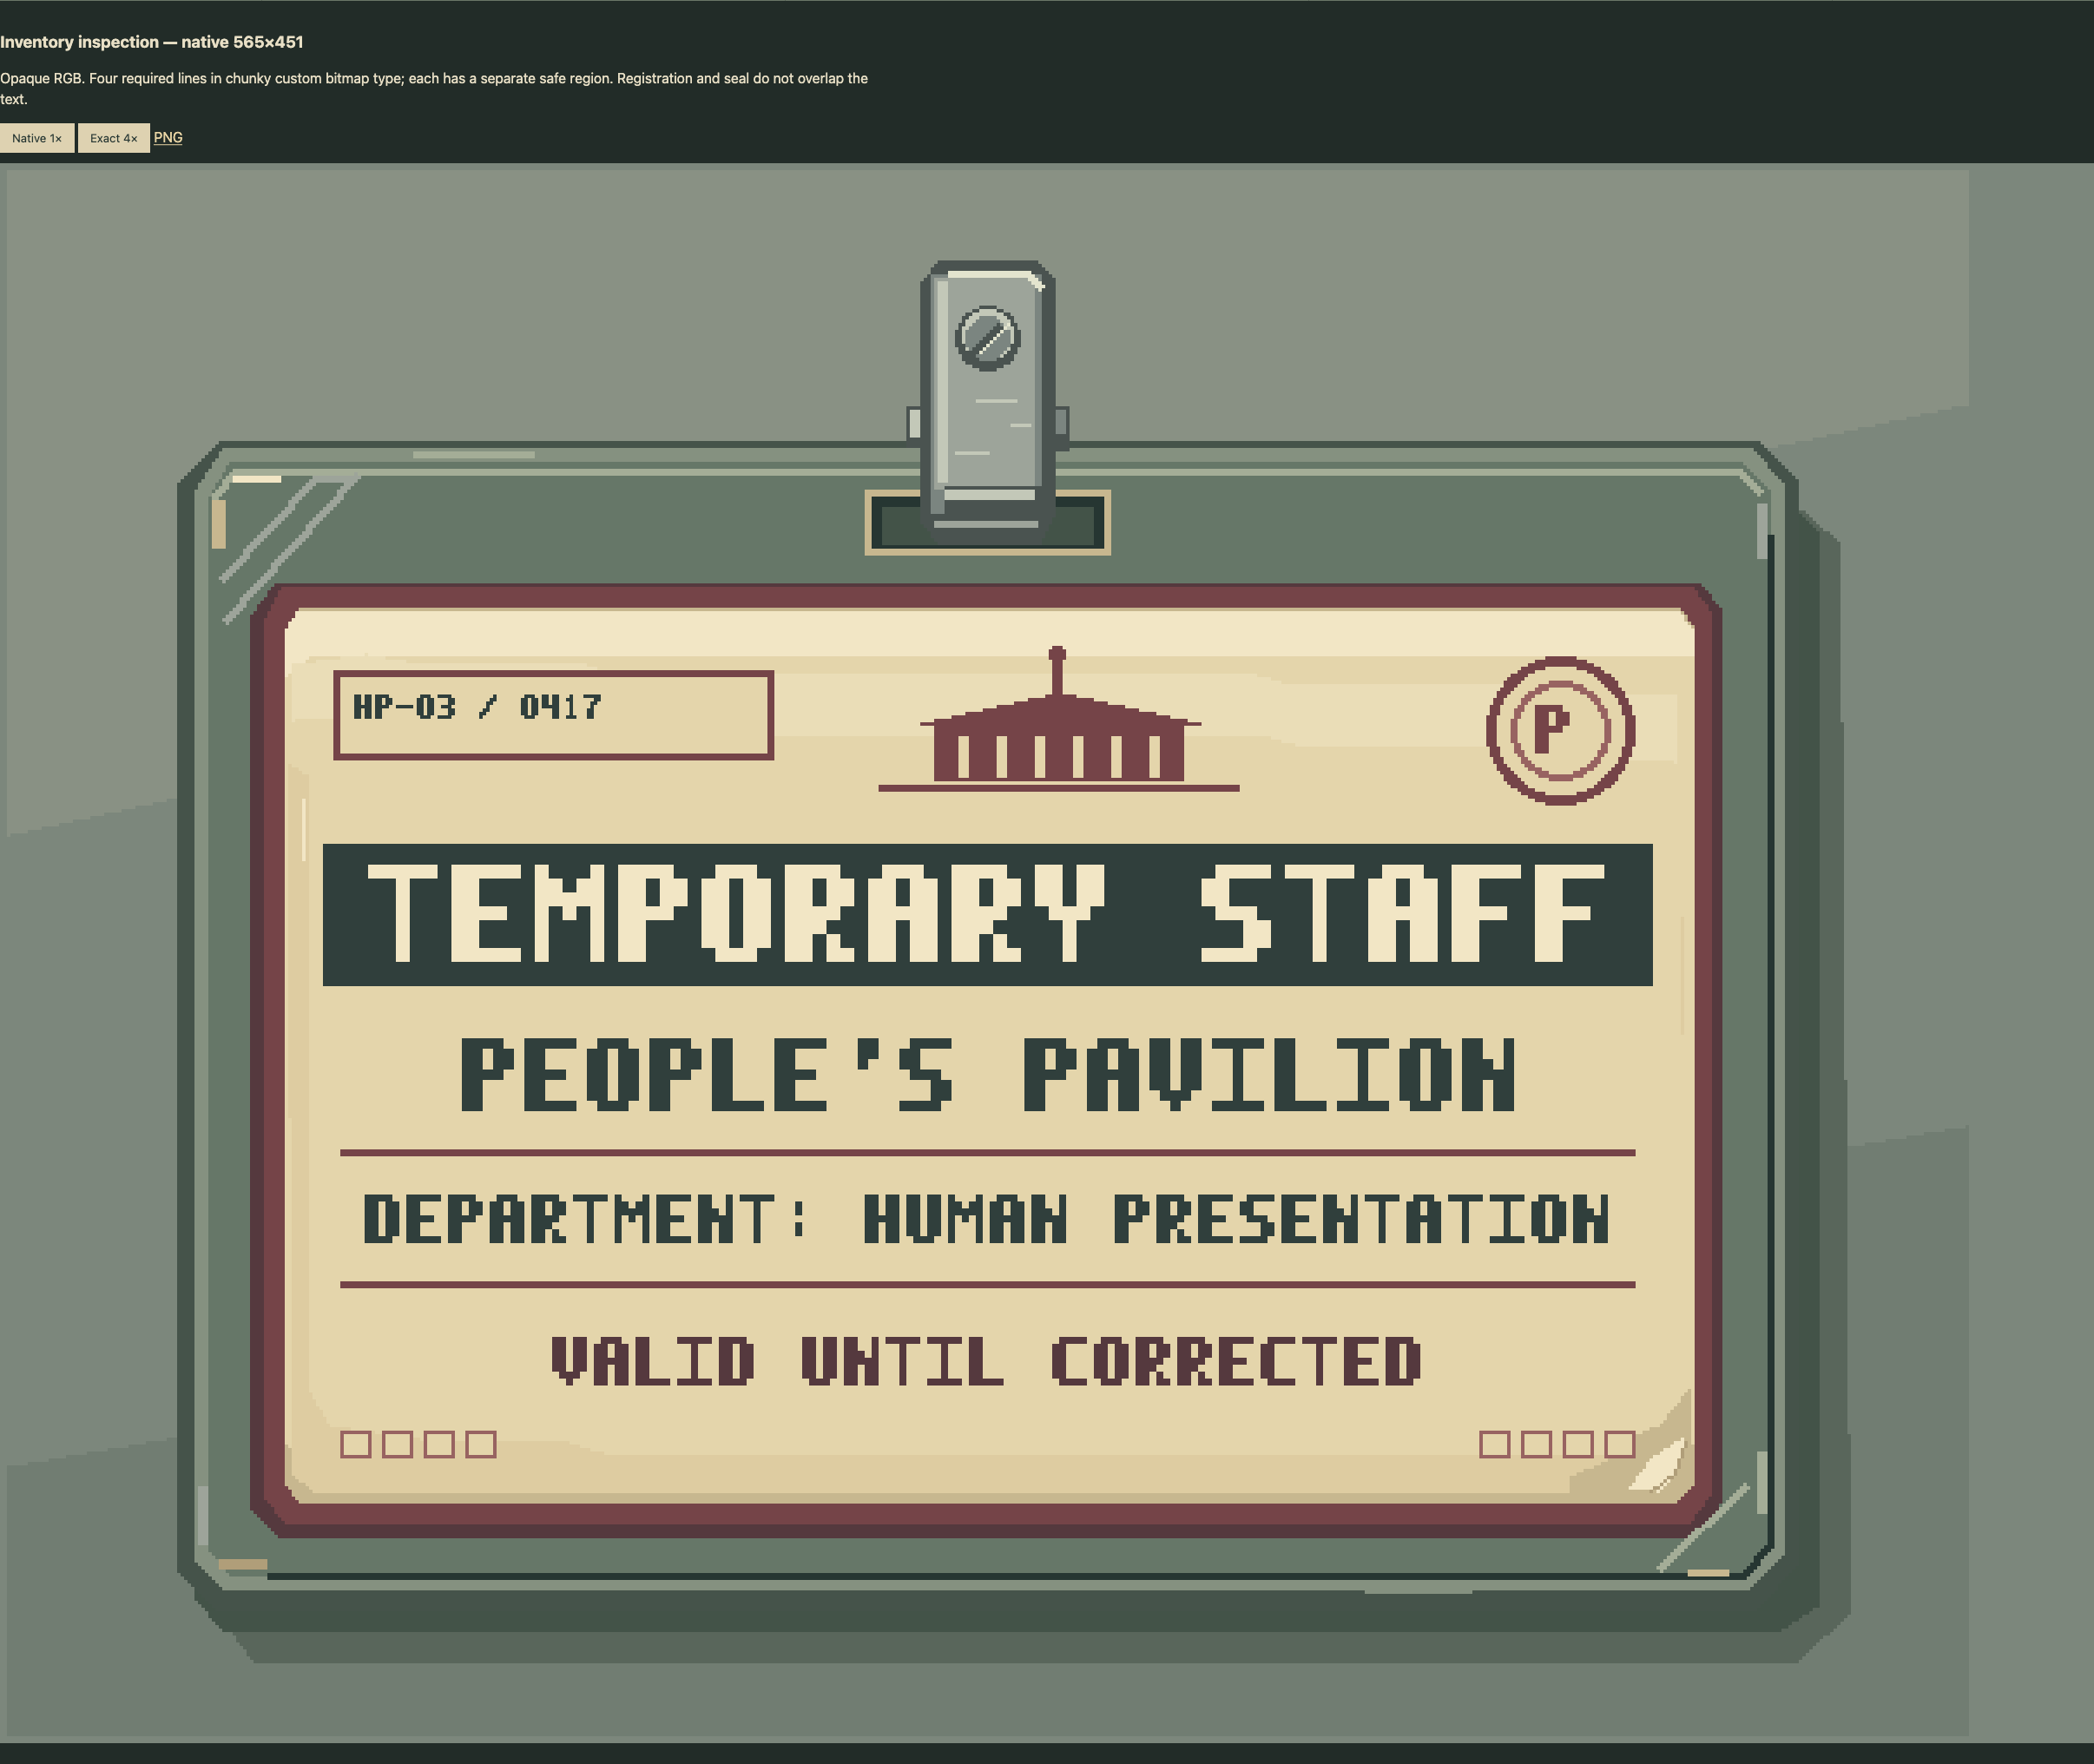 Inventory inspection — native 565×451
Opaque RGB. Four required lines in chunky custom bitmap type; each has a separate safe region. Registration and seal do not overlap the
text.
Native 1× Exact 4× PNG
HP-03 / 0417
P
TEMPORARY STAFF
PEOPLE'S PAVILION
DEPARTMENT: HUMAN PRESENTATION
VALID UNTIL CORRECTED